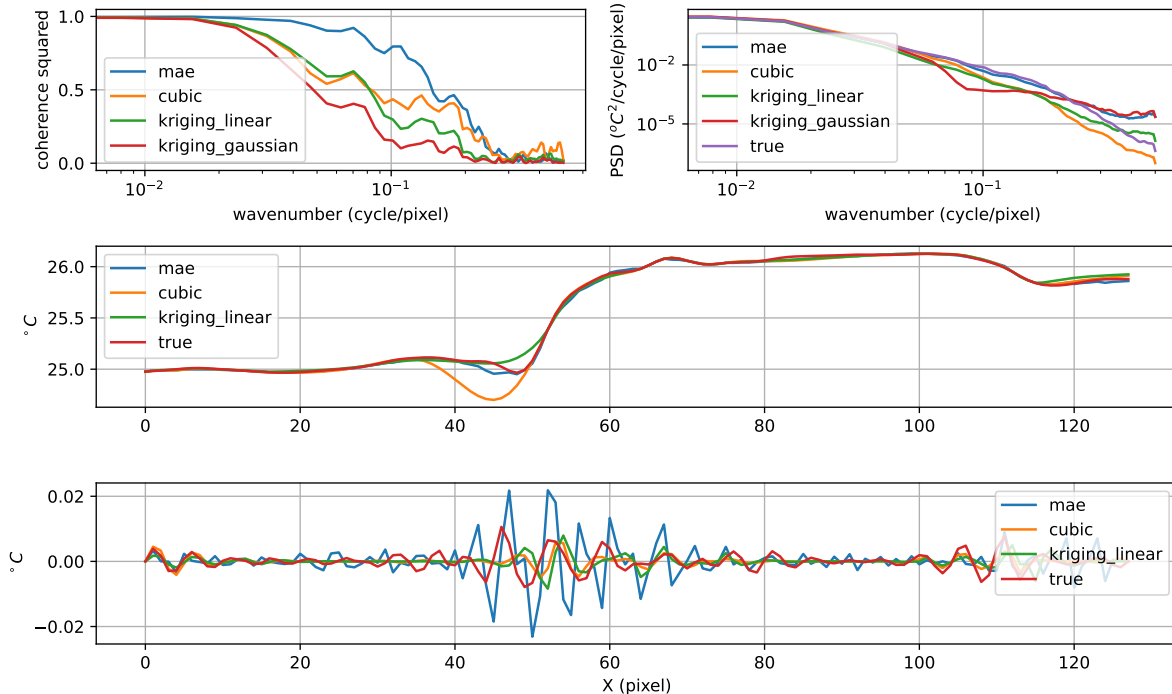 coherence squared
1.0
0.5
0.0
mae
cubic
kriging_linear
kriging_gaussian
10⁻²
10⁻¹
wavenumber (cycle/pixel)
PSD (°C²/cycle/pixel)
10⁻²
10⁻⁵
mae
cubic
kriging_linear
kriging_gaussian
true
10⁻²
10⁻¹
wavenumber (cycle/pixel)
°C
26.0
25.5
25.0
mae
cubic
kriging_linear
true
0 20 40 60 80 100 120
°C
0.02
0.00
−0.02
mae
cubic
kriging_linear
true
0 20 40 60 80 100 120
X (pixel)